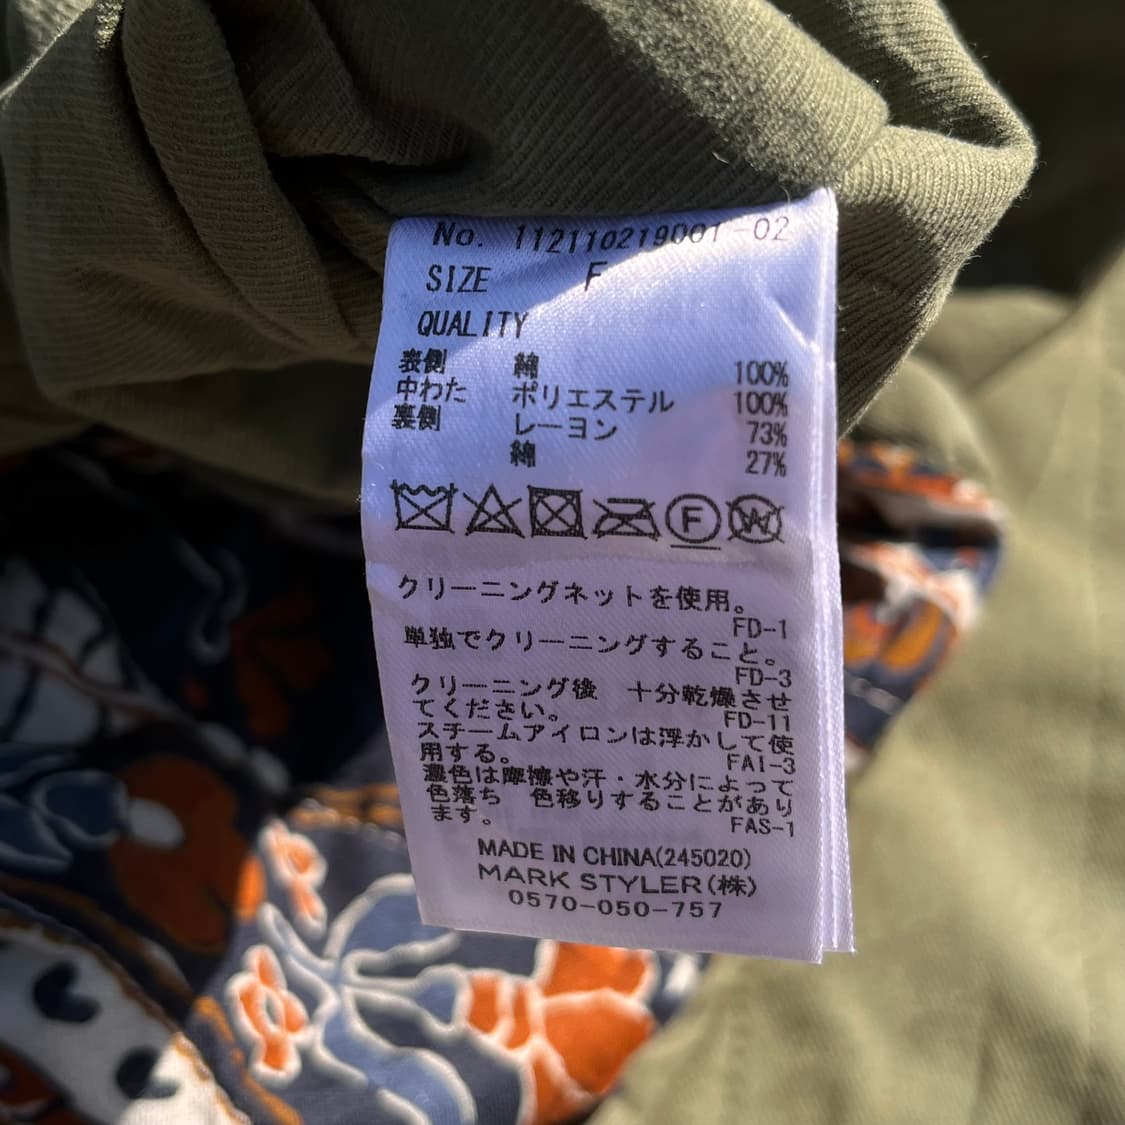 No. 112110219001-02
SIZE F
QUALITY
表側 綿 100%
中わた ポリエステル 100%
裏側 レーヨン 73%
綿 27%
F W
クリーニングネットを使用。
FD-1
単独でクリーニングすること。
FD-3
クリーニング後 十分乾燥させ
てください。
FD-11
スチームアイロンは浮かして使
用する。
FAI-3
濃色は摩擦や汗・水分によって
色落ち 色移りすることがあり
ます。
FAS-1
MADE IN CHINA(245020)
MARK STYLER(株)
0570-050-757